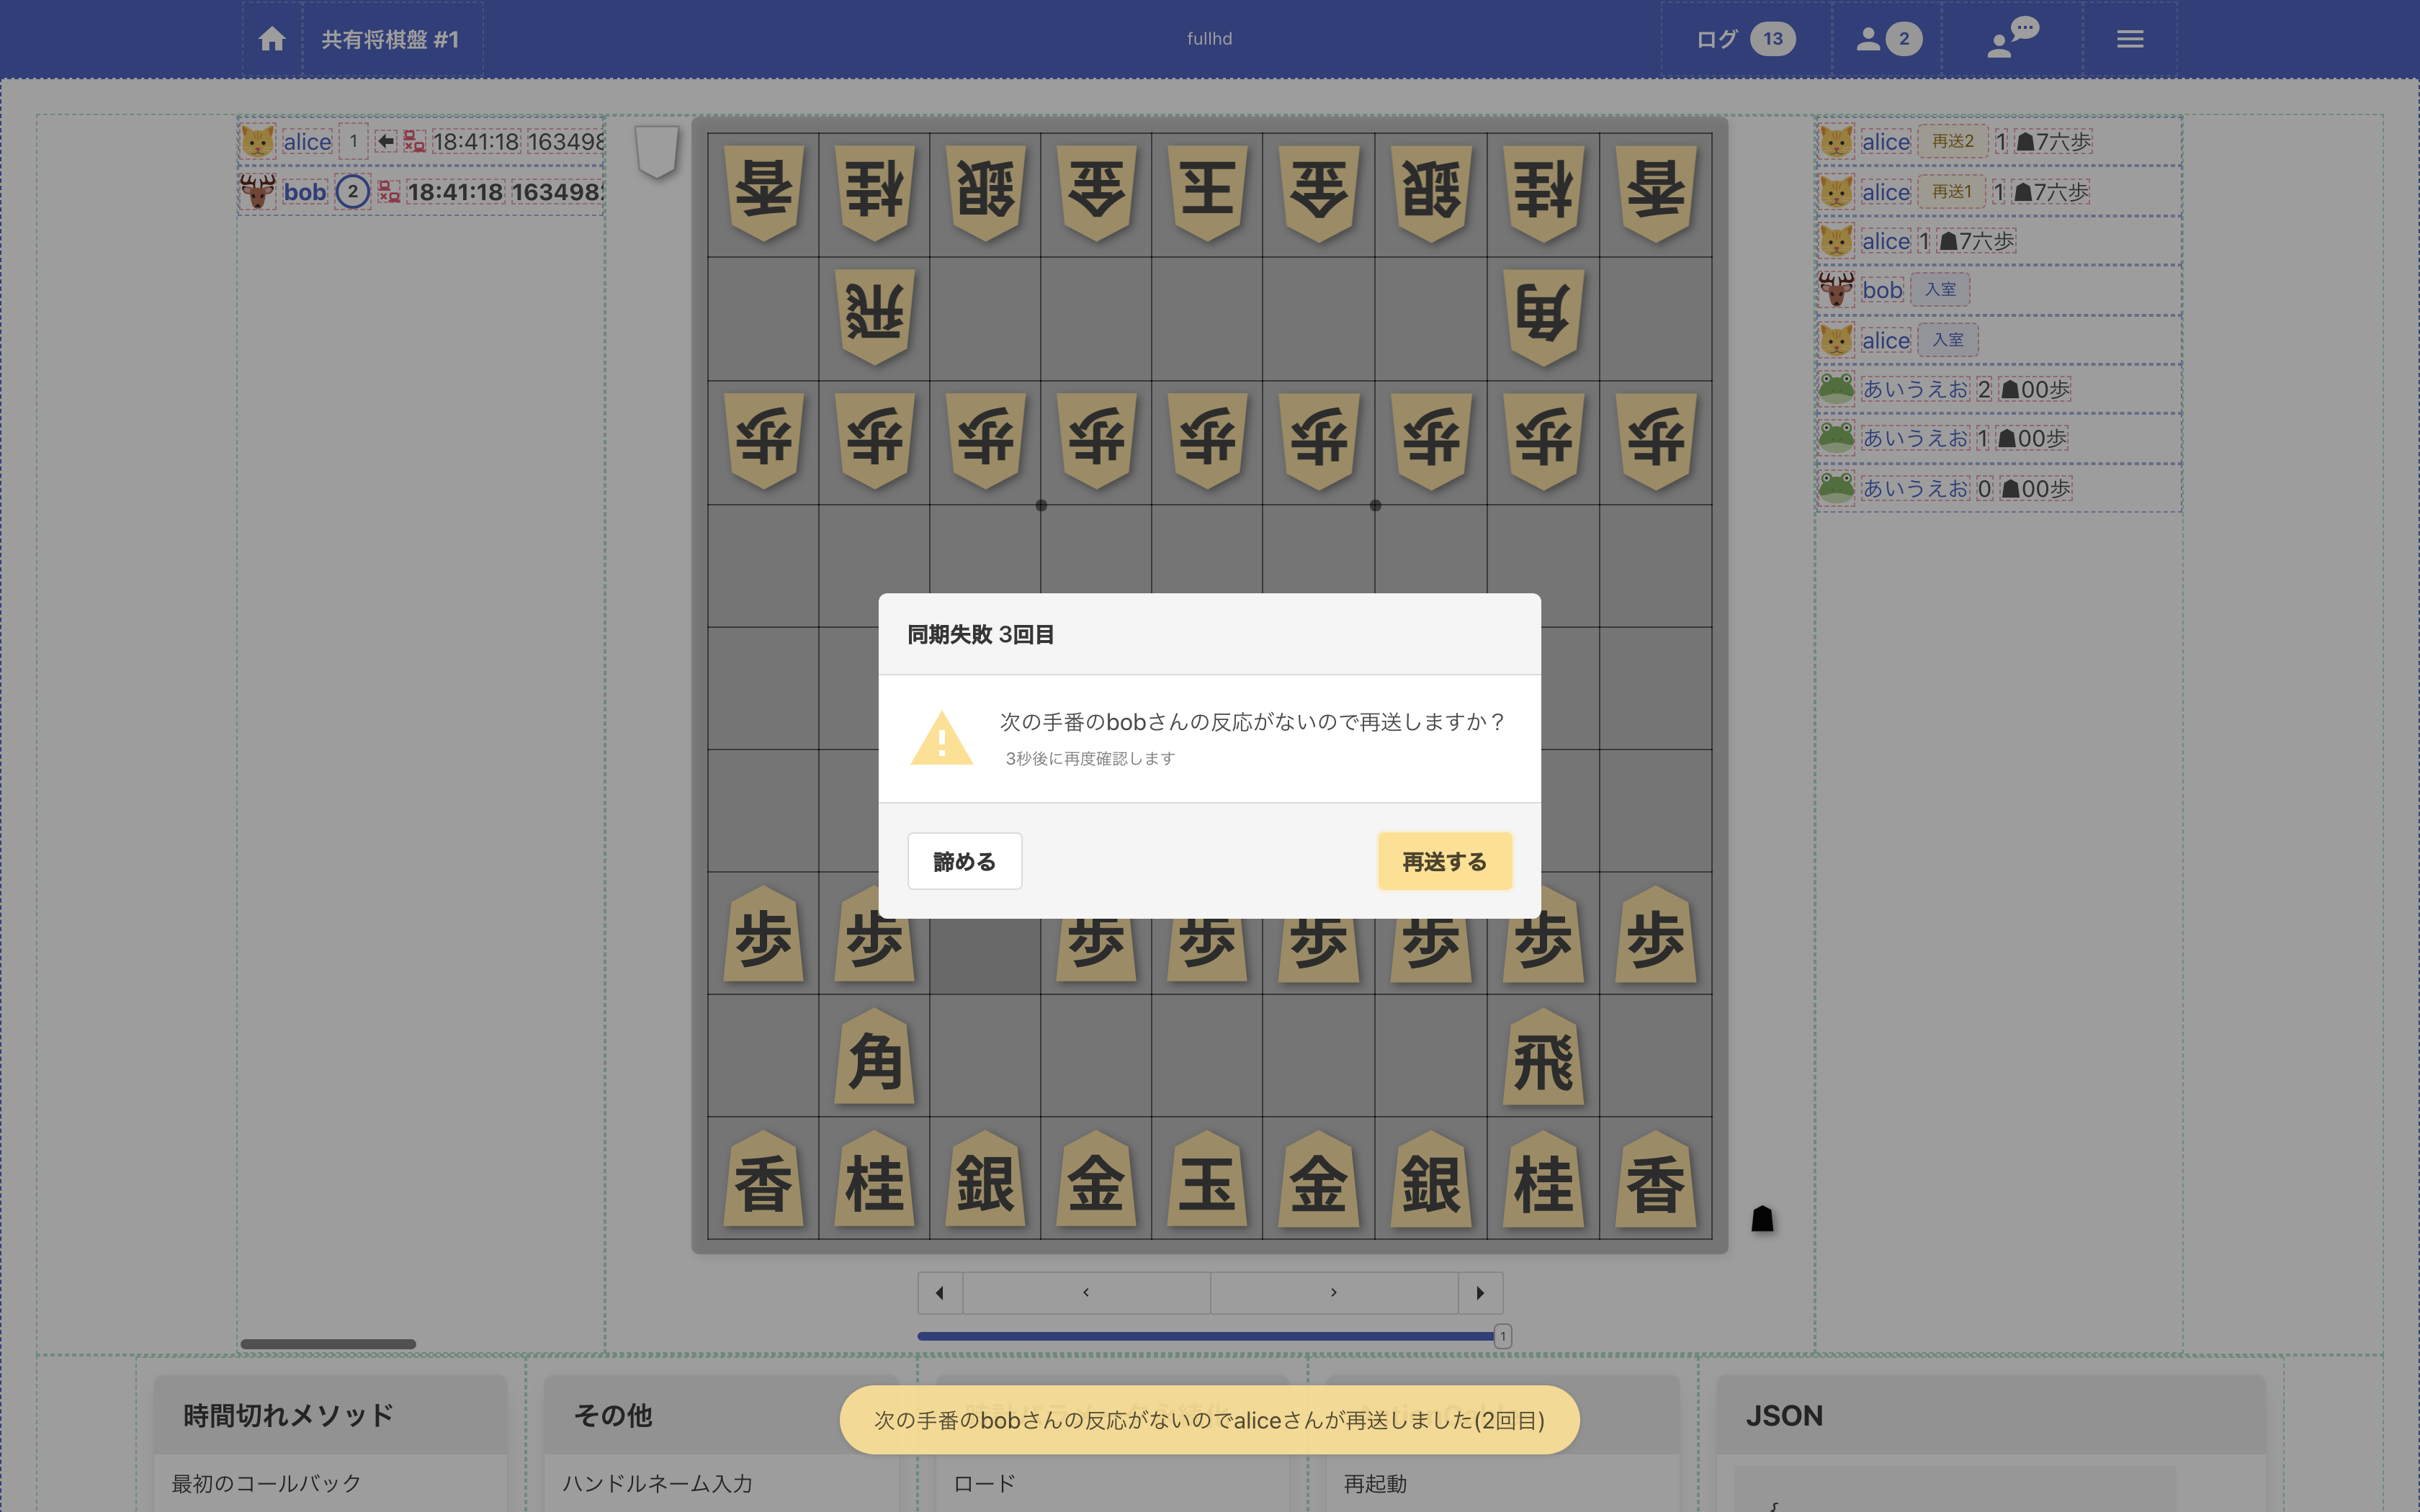 共有将棋盤 #1
fullhd
ログ 13
2
alice 1 18:41:18 163498
bob 2 18:41:18 163498
alice 再送2 1 ☗7六歩
alice 再送1 1 ☗7六歩
alice 1 ☗7六歩
bob 入室
alice 入室
あいうえお 2 ☗00歩
あいうえお 1 ☗00歩
あいうえお 0 ☗00歩
香 桂 銀 金 玉 金 銀 桂 香
飛 角
歩 歩 歩 歩 歩 歩 歩 歩 歩
同期失敗 3回目
次の手番のbobさんの反応がないので再送しますか？
3秒後に再度確認します
諦める 再送する
歩 歩 歩 歩 歩 歩 歩 歩
角 飛
香 桂 銀 金 玉 金 銀 桂 香
1
時間切れメソッド
その他
次の手番のbobさんの反応がないのでaliceさんが再送しました(2回目)
JSON
最初のコールバック
ハンドルネーム入力
ロード
再起動
{